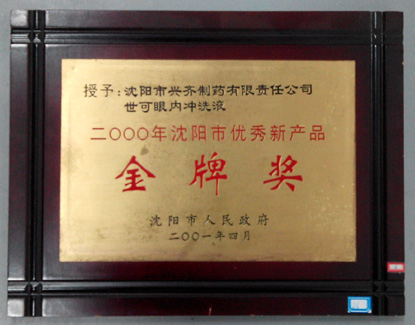 授予：沈阳市兴齐制药有限责任公司
世可眼内冲洗液
二〇〇〇年沈阳市优秀新产品
金牌奖
沈阳市人民政府
二〇〇一年四月